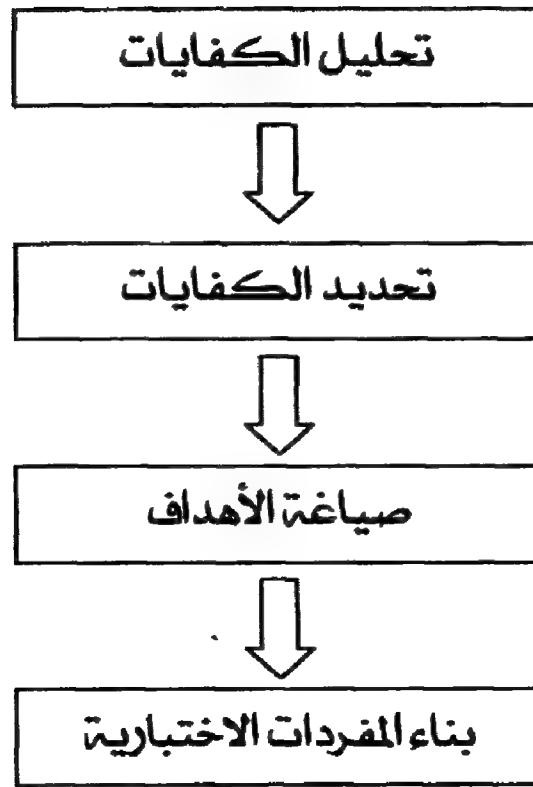 تحليل الكفايات
تحديد الكفايات
صياغة الأهداف
بناء المفردات الاختبارية